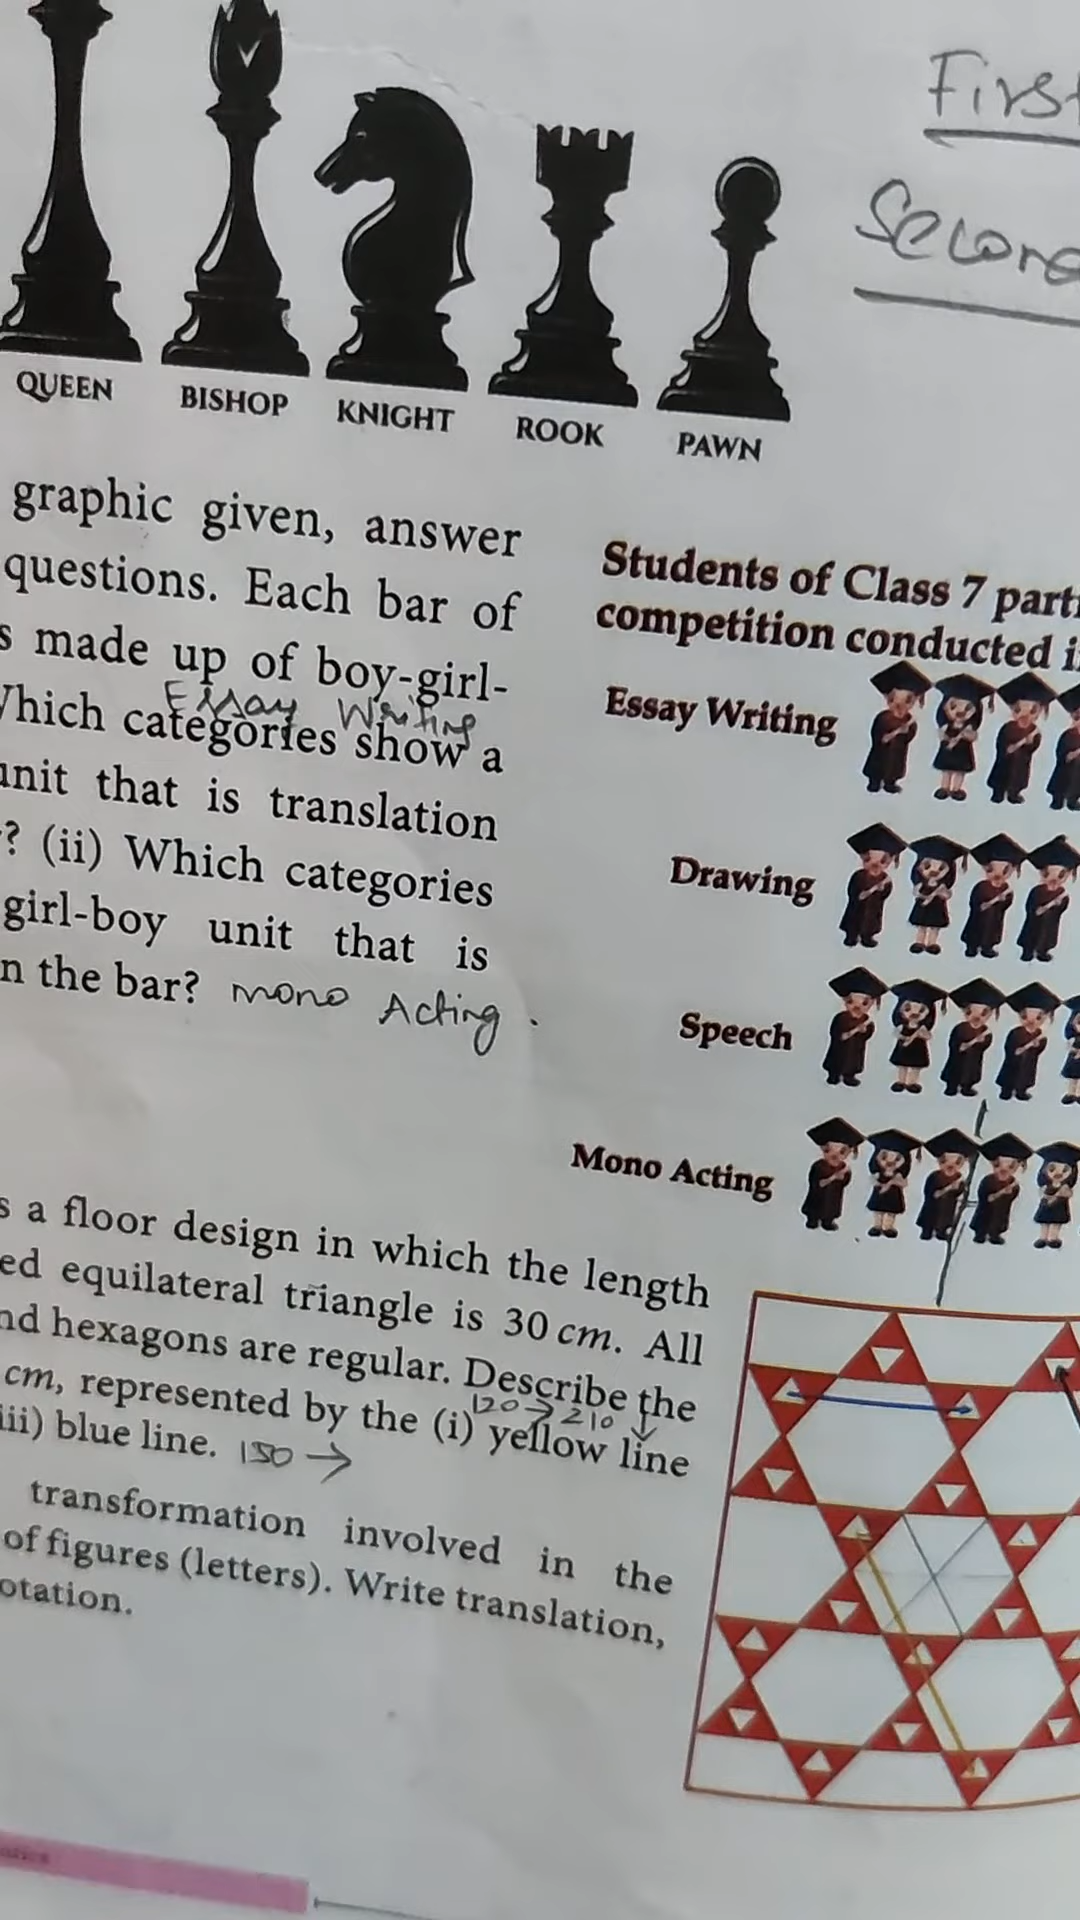 QUEEN
BISHOP
KNIGHT
ROOK
PAWN
First
Second
graphic given, answer
questions. Each bar of
s made up of boy-girl-
Essay Writing
Which categories show a
unit that is translation
? (ii) Which categories
girl-boy unit that is
n the bar? mono Acting.
Students of Class 7 parti
competition conducted i
Essay Writing
Drawing
Speech
Mono Acting
s a floor design in which the length
ed equilateral triangle is 30 cm. All
nd hexagons are regular. Describe the
120 → 210 ↓
cm, represented by the (i) yellow line
iii) blue line. 150 →
transformation involved in the
of figures (letters). Write translation,
otation.